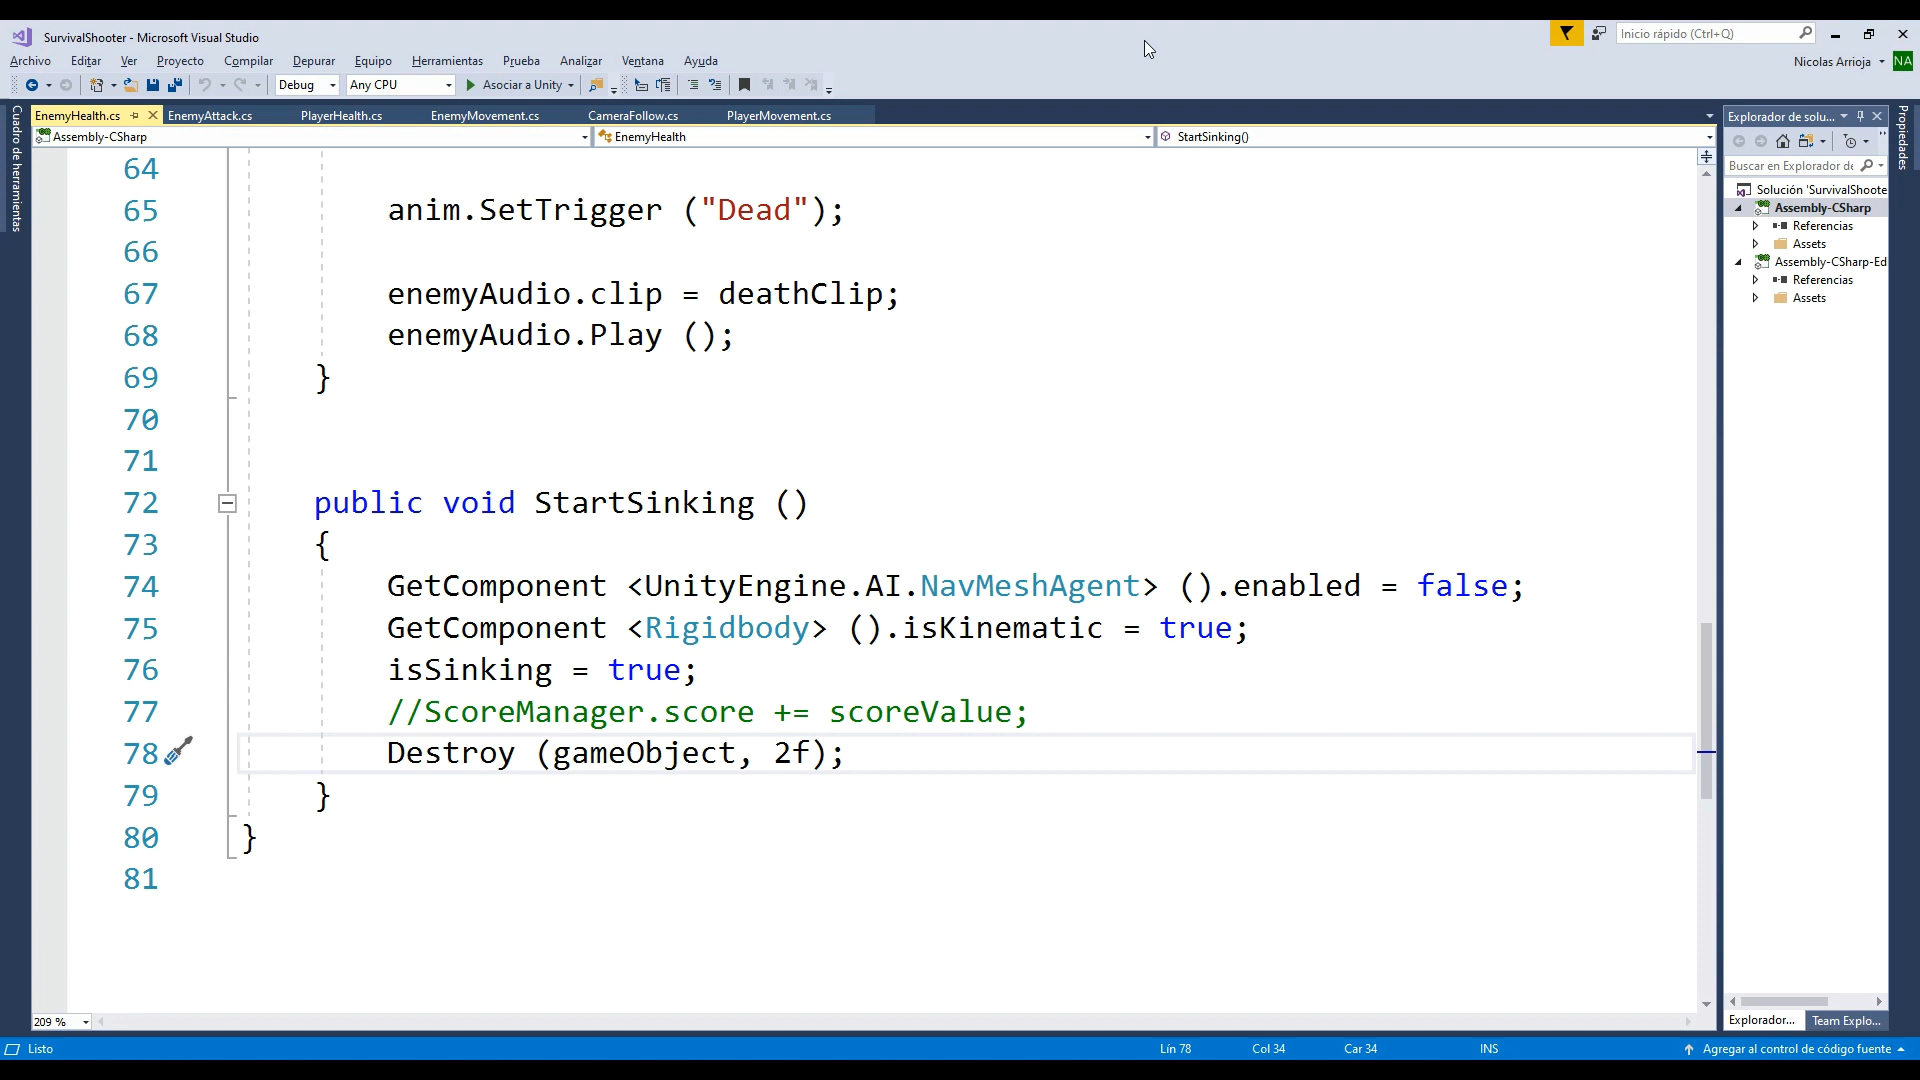 SurvivalShooter - Microsoft Visual Studio
Inicio rápido (Ctrl+Q)
Archivo Editar Ver Proyecto Compilar Depurar Equipo Herramientas Prueba Analizar Ventana Ayuda
Nicolas Arrioja NA
Debug Any CPU Asociar a Unity
EnemyHealth.cs EnemyAttack.cs PlayerHealth.cs EnemyMovement.cs CameraFollow.cs PlayerMovement.cs
Assembly-CSharp EnemyHealth StartSinking()
Cuadro de herramientas
64
65 anim.SetTrigger ("Dead");
66
67 enemyAudio.clip = deathClip;
68 enemyAudio.Play ();
69 }
70
71
72 public void StartSinking ()
73 {
74 GetComponent <UnityEngine.AI.NavMeshAgent> ().enabled = false;
75 GetComponent <Rigidbody> ().isKinematic = true;
76 isSinking = true;
77 //ScoreManager.score += scoreValue;
78 Destroy (gameObject, 2f);
79 }
80 }
81
209 %
Explorador de solu...
Buscar en Explorador de
Solución 'SurvivalShoote
Assembly-CSharp
Referencias
Assets
Assembly-CSharp-Ed
Referencias
Assets
Explorador... Team Explo...
Propiedades
Listo Lín 78 Col 34 Car 34 INS Agregar al control de código fuente